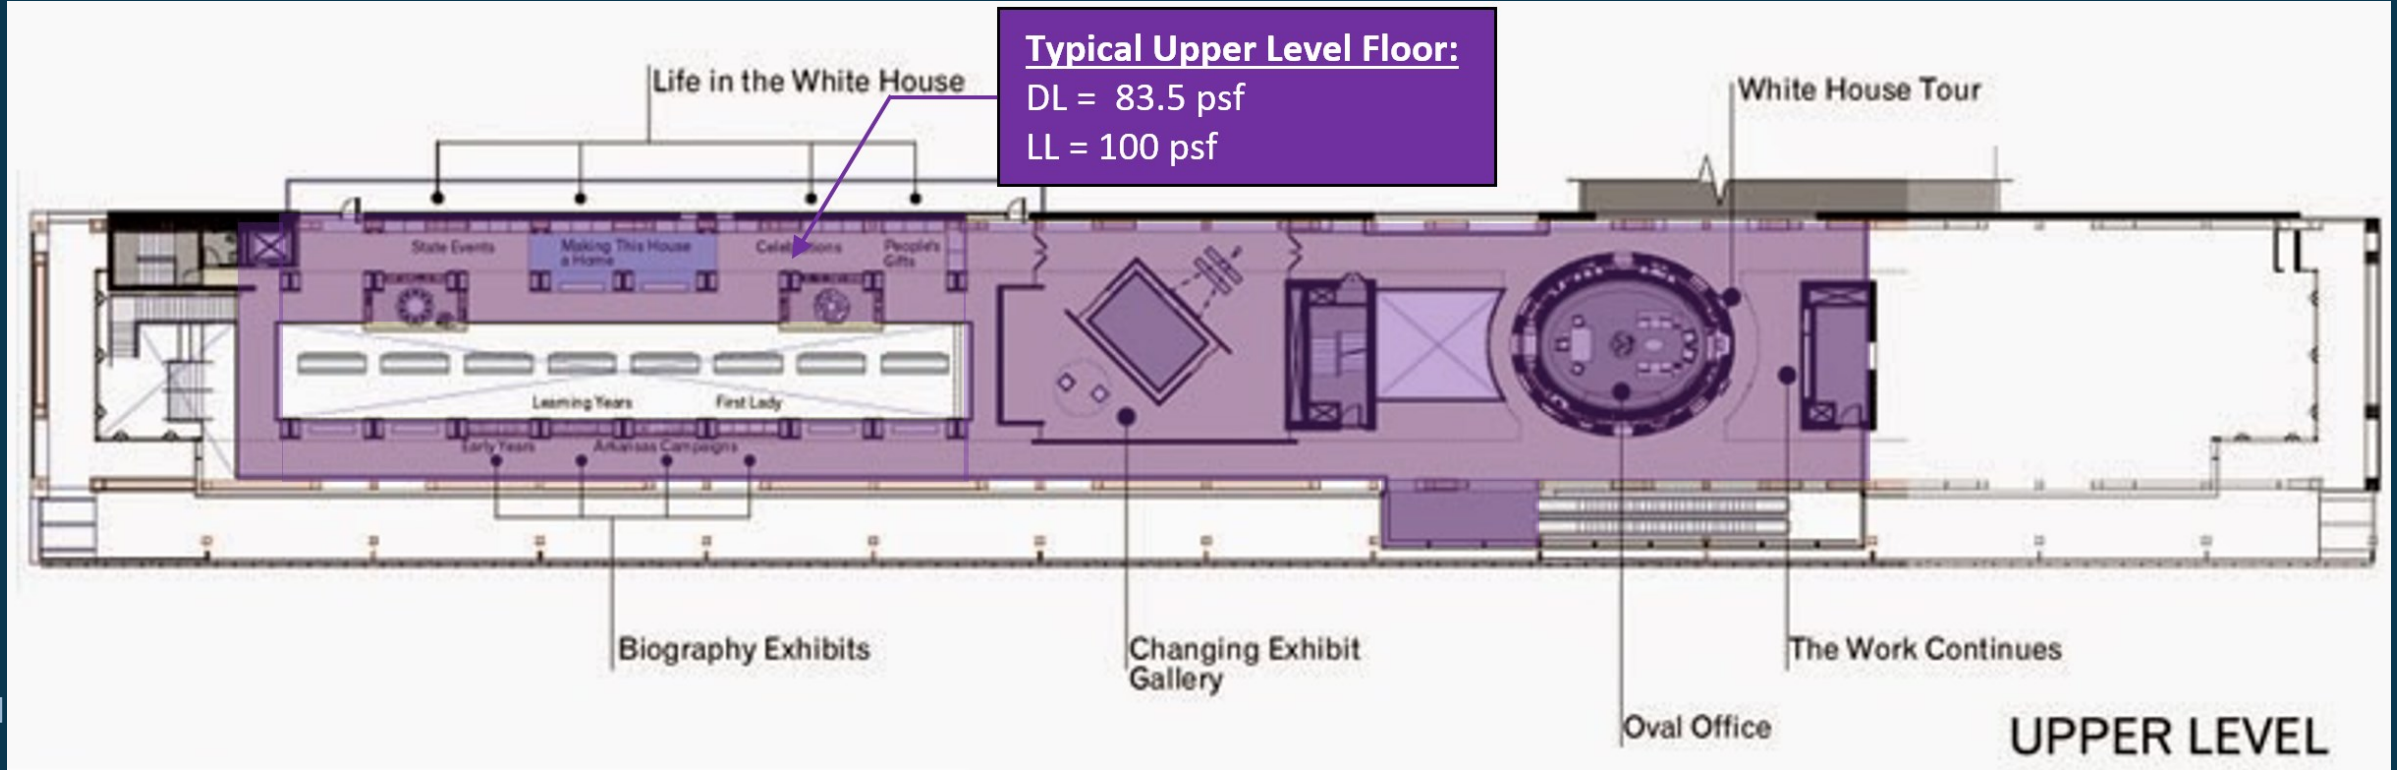 Typical Upper Level Floor:
DL = 83.5 psf
LL = 100 psf
Life in the White House
White House Tour
State Events
Making This House
a Home
Celebrations
People's
Gifts
Learning Years
First Lady
Early Years
Arkansas Campaigns
Biography Exhibits
Changing Exhibit
Gallery
The Work Continues
Oval Office
UPPER LEVEL